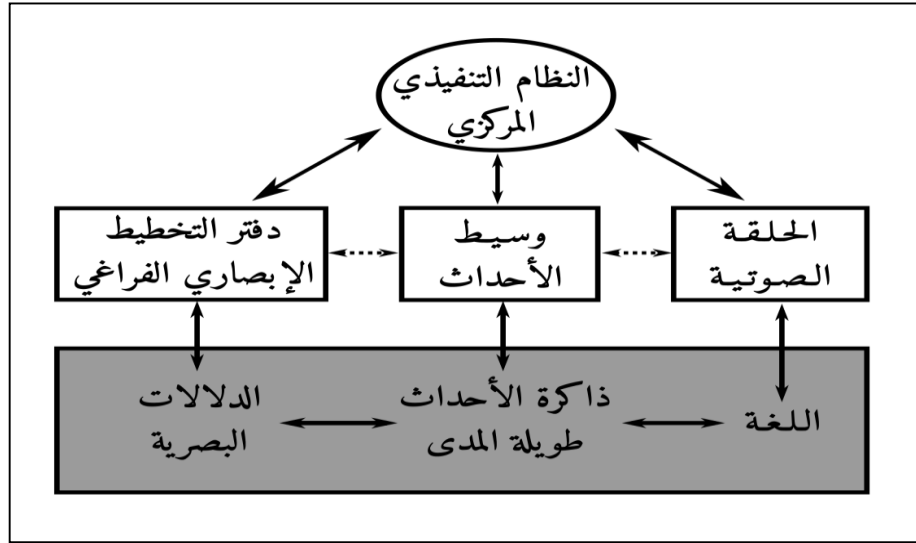 النظام التنفيذي
المركزي
الحلقة
الصوتية
وسيط
الأحداث
دفتر التخطيط
الإبصاري الفراغي
اللغة
ذاكرة الأحداث
طويلة المدى
الدلالات
البصرية